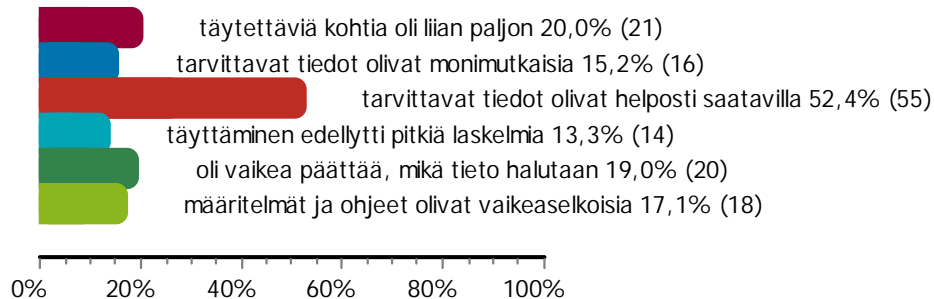 täytettäviä kohtia oli liian paljon 20,0% (21)
tarvittavat tiedot olivat monimutkaisia 15,2% (16)
tarvittavat tiedot olivat helposti saatavilla 52,4% (55)
täyttäminen edellytti pitkiä laskelmia 13,3% (14)
oli vaikea päättää, mikä tieto halutaan 19,0% (20)
määritelmät ja ohjeet olivat vaikeaselkoisia 17,1% (18)
0% 20% 40% 60% 80% 100%